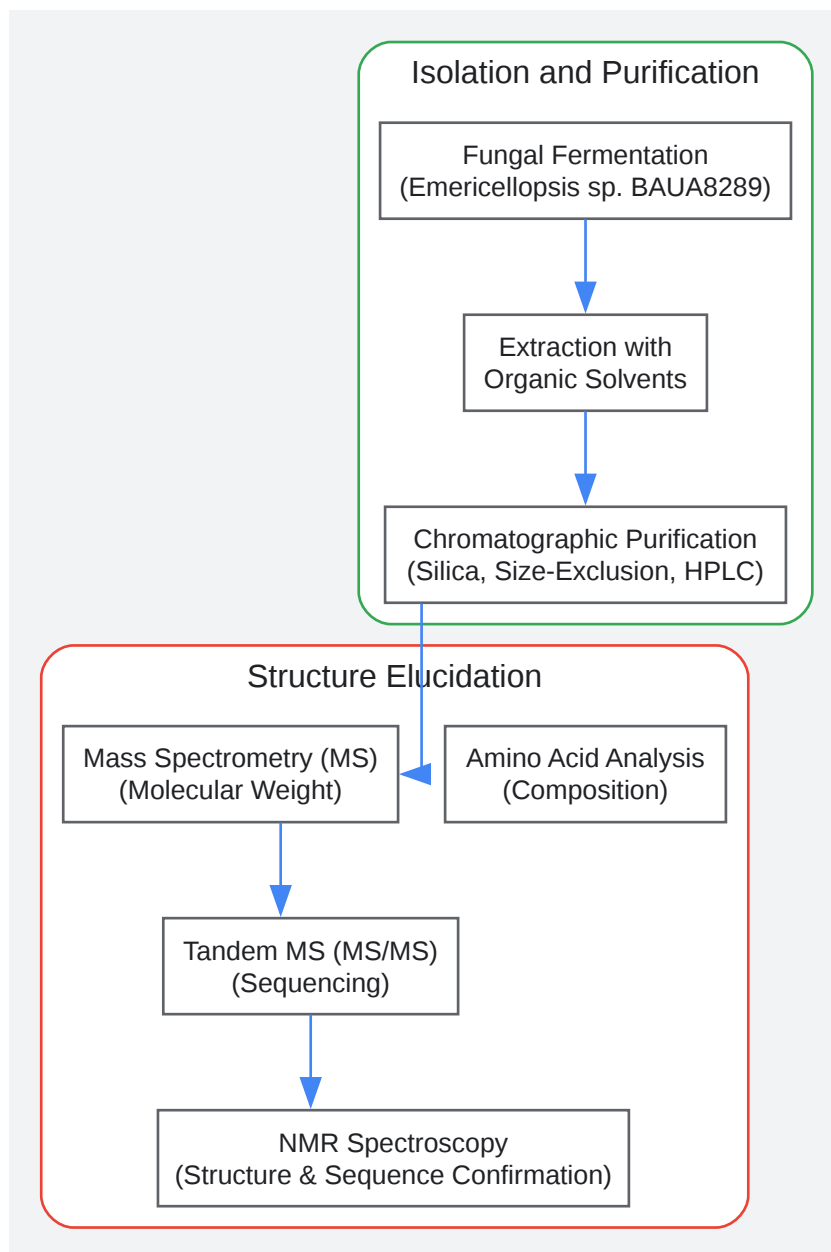 Isolation and Purification
Fungal Fermentation
(Emericellopsis sp. BAUA8289)
Extraction with
Organic Solvents
Chromatographic Purification
(Silica, Size-Exclusion, HPLC)
Structure Elucidation
Mass Spectrometry (MS)
(Molecular Weight)
Amino Acid Analysis
(Composition)
Tandem MS (MS/MS)
(Sequencing)
NMR Spectroscopy
(Structure & Sequence Confirmation)